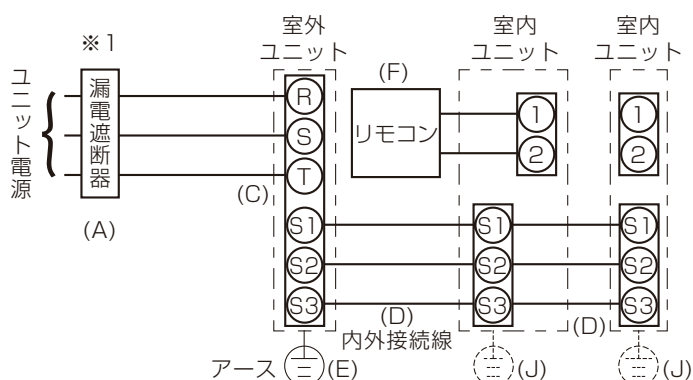 室外
ユニット
室内
ユニット
室内
ユニット
※1
ユニット電源
漏電遮断器
(A)
(C)
R
S
T
S1
S2
S3
(F)
リモコン
1
2
1
2
S1
S2
S3
S1
S2
S3
(D)
内外接続線
(D)
アース
(E)
(J)
(J)